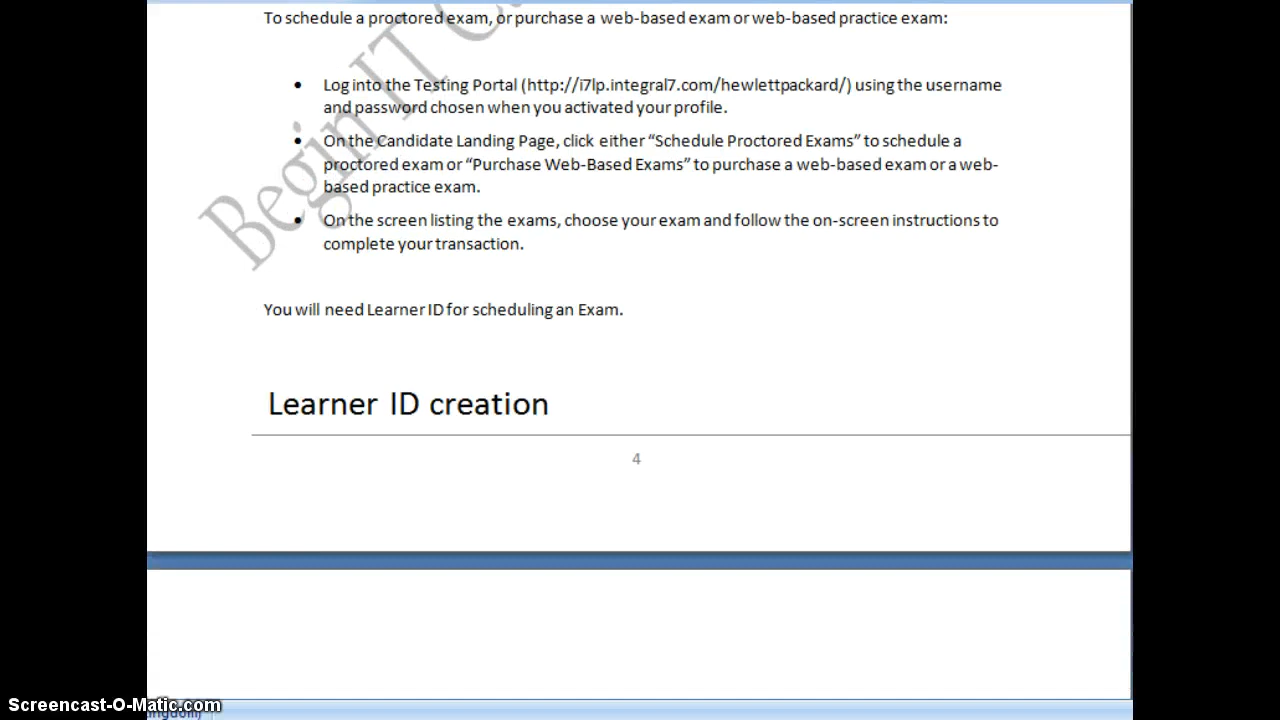 To schedule a proctored exam, or purchase a web-based exam or web-based practice exam:
• Log into the Testing Portal (http://i7lp.integral7.com/hewlettpackard/) using the username
and password chosen when you activated your profile.
• On the Candidate Landing Page, click either “Schedule Proctored Exams” to schedule a
proctored exam or “Purchase Web-Based Exams” to purchase a web-based exam or a web-
based practice exam.
• On the screen listing the exams, choose your exam and follow the on-screen instructions to
complete your transaction.
Begin IT
You will need Learner ID for scheduling an Exam.
Learner ID creation
4
Screencast-O-Matic.com